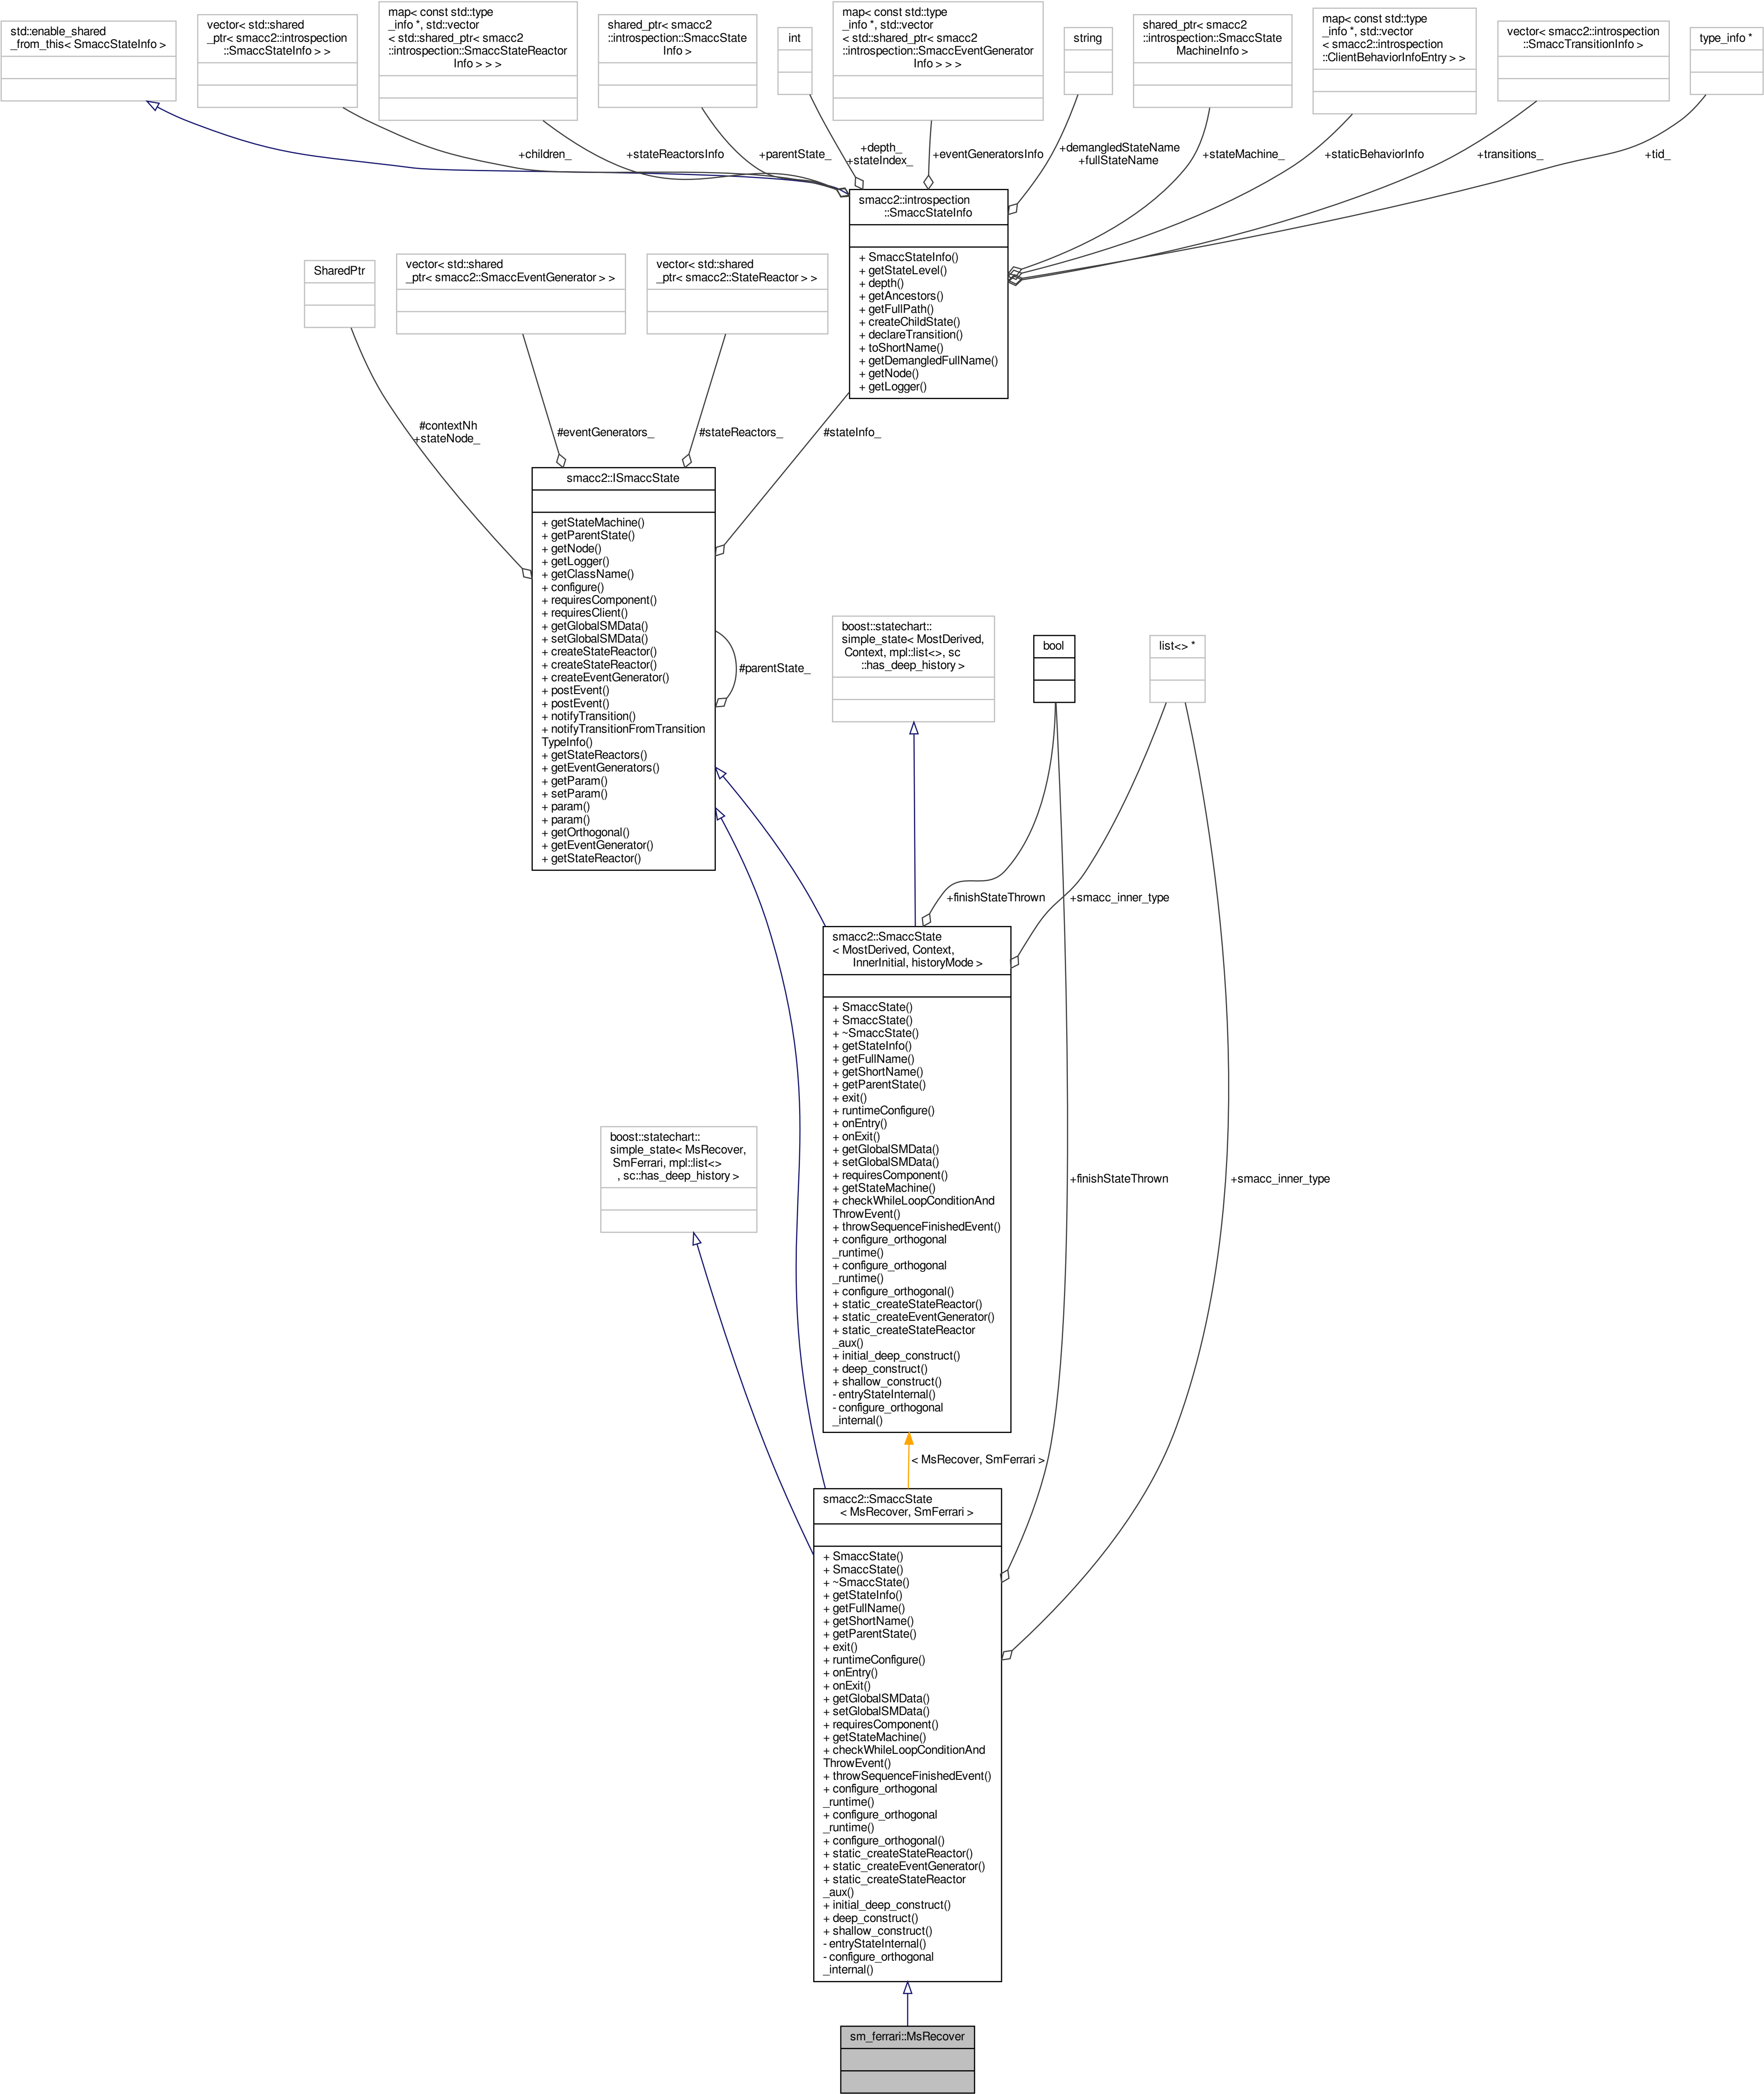 std::enable_shared
_from_this< SmaccStateInfo >
vector< std::shared
_ptr< smacc2::introspection
::SmaccStateInfo > >
map< const std::type
_info *, std::vector
< std::shared_ptr< smacc2
::introspection::SmaccStateReactor
Info > > >
shared_ptr< smacc2
::introspection::SmaccState
Info >
int
map< const std::type
_info *, std::vector
< std::shared_ptr< smacc2
::introspection::SmaccEventGenerator
Info > > >
string
shared_ptr< smacc2
::introspection::SmaccState
MachineInfo >
map< const std::type
_info *, std::vector
< smacc2::introspection
::ClientBehaviorInfoEntry > >
vector< smacc2::introspection
::SmaccTransitionInfo >
type_info *
+children_
+stateReactorsInfo
+parentState_
+depth_
+stateIndex_
+eventGeneratorsInfo
+demangledStateName
+fullStateName
+stateMachine_
+staticBehaviorInfo
+transitions_
+tid_
smacc2::introspection
::SmaccStateInfo
+ SmaccStateInfo()
+ getStateLevel()
+ depth()
+ getAncestors()
+ getFullPath()
+ createChildState()
+ declareTransition()
+ toShortName()
+ getDemangledFullName()
+ getNode()
+ getLogger()
SharedPtr
vector< std::shared
_ptr< smacc2::SmaccEventGenerator > >
vector< std::shared
_ptr< smacc2::StateReactor > >
#contextNh
+stateNode_
#eventGenerators_
#stateReactors_
#stateInfo_
smacc2::ISmaccState
+ getStateMachine()
+ getParentState()
+ getNode()
+ getLogger()
+ getClassName()
+ configure()
+ requiresComponent()
+ requiresClient()
+ getGlobalSMData()
+ setGlobalSMData()
+ createStateReactor()
+ createStateReactor()
+ createEventGenerator()
+ postEvent()
+ postEvent()
+ notifyTransition()
+ notifyTransitionFromTransition
TypeInfo()
+ getStateReactors()
+ getEventGenerators()
+ getParam()
+ setParam()
+ param()
+ param()
+ getOrthogonal()
+ getEventGenerator()
+ getStateReactor()
#parentState_
boost::statechart::
simple_state< MostDerived,
Context, mpl::list<>, sc
::has_deep_history >
bool
list<> *
+finishStateThrown
+smacc_inner_type
smacc2::SmaccState
< MostDerived, Context,
InnerInitial, historyMode >
+ SmaccState()
+ SmaccState()
+ ~SmaccState()
+ getStateInfo()
+ getFullName()
+ getShortName()
+ getParentState()
+ exit()
+ runtimeConfigure()
+ onEntry()
+ onExit()
+ getGlobalSMData()
+ setGlobalSMData()
+ requiresComponent()
+ getStateMachine()
+ checkWhileLoopConditionAnd
ThrowEvent()
+ throwSequenceFinishedEvent()
+ configure_orthogonal
_runtime()
+ configure_orthogonal
_runtime()
+ configure_orthogonal()
+ static_createStateReactor()
+ static_createEventGenerator()
+ static_createStateReactor
_aux()
+ initial_deep_construct()
+ deep_construct()
+ shallow_construct()
- entryStateInternal()
- configure_orthogonal
_internal()
boost::statechart::
simple_state< MsRecover,
SmFerrari, mpl::list<>
, sc::has_deep_history >
+finishStateThrown
+smacc_inner_type
< MsRecover, SmFerrari >
smacc2::SmaccState
< MsRecover, SmFerrari >
+ SmaccState()
+ SmaccState()
+ ~SmaccState()
+ getStateInfo()
+ getFullName()
+ getShortName()
+ getParentState()
+ exit()
+ runtimeConfigure()
+ onEntry()
+ onExit()
+ getGlobalSMData()
+ setGlobalSMData()
+ requiresComponent()
+ getStateMachine()
+ checkWhileLoopConditionAnd
ThrowEvent()
+ throwSequenceFinishedEvent()
+ configure_orthogonal
_runtime()
+ configure_orthogonal
_runtime()
+ configure_orthogonal()
+ static_createStateReactor()
+ static_createEventGenerator()
+ static_createStateReactor
_aux()
+ initial_deep_construct()
+ deep_construct()
+ shallow_construct()
- entryStateInternal()
- configure_orthogonal
_internal()
sm_ferrari::MsRecover